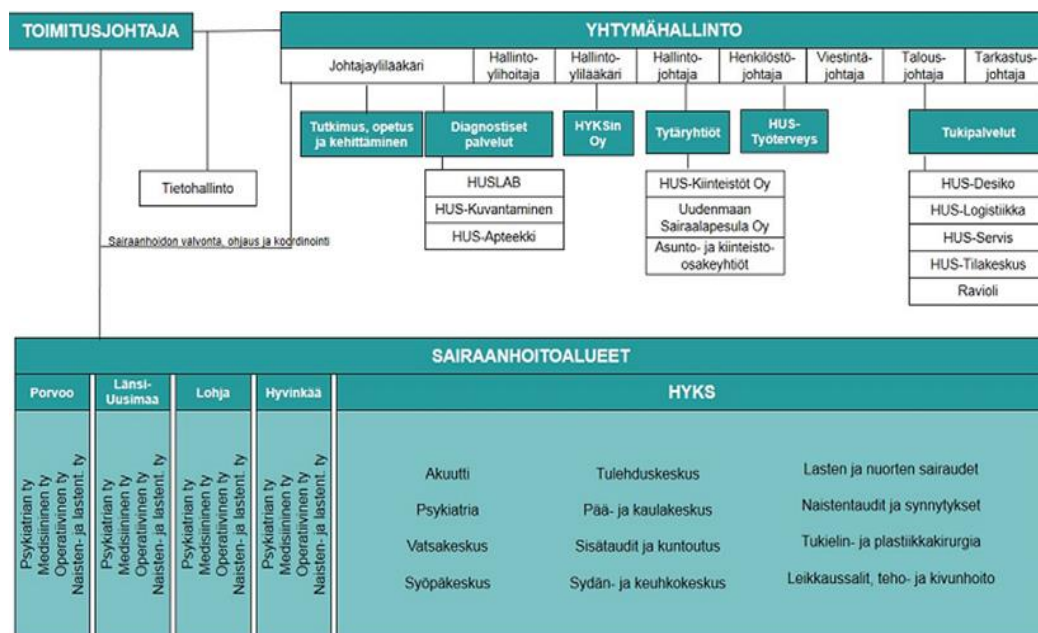 TOIMITUSJOHTAJA
YHTYMÄHALLINTO
Johtajaylilääkäri
Hallinto-
ylihoitaja
Hallinto-
ylilääkäri
Hallinto-
johtaja
Henkilöstö-
johtaja
Viestintä-
johtaja
Talous-
johtaja
Tarkastus-
johtaja
Tutkimus, opetus
ja kehittäminen
Diagnostiset
palvelut
HYKSin
Oy
Tytäryhtiöt
HUS-
Työterveys
Tukipalvelut
Tietohallinto
HUSLAB
HUS-Kuvantaminen
HUS-Apteekki
HUS-Kiinteistöt Oy
Uudenmaan
Sairaalapesula Oy
Asunto- ja kiinteistö-
osakeyhtiöt
HUS-Desiko
HUS-Logistiikka
HUS-Servis
HUS-Tilakeskus
Ravioli
Sairaanhoidon valvonta, ohjaus ja koordinointi
SAIRAANHOITOALUEET
Porvoo
Länsi-
Uusimaa
Lohja
Hyvinkää
HYKS
Psykiatrian ty
Medisiininen ty
Operatiivinen ty
Naisten- ja lastent. ty
Psykiatrian ty
Medisiininen ty
Operatiivinen ty
Naisten- ja lastent. ty
Psykiatrian ty
Medisiininen ty
Operatiivinen ty
Naisten- ja lastent. ty
Psykiatrian ty
Medisiininen ty
Operatiivinen ty
Naisten- ja lastent. ty
Akuutti
Psykiatria
Vatsakeskus
Syöpäkeskus
Tulehduskeskus
Pää- ja kaulakeskus
Sisätaudit ja kuntoutus
Sydän- ja keuhkokeskus
Lasten ja nuorten sairaudet
Naistentaudit ja synnytykset
Tukielin- ja plastiikkakirurgia
Leikkaussalit, teho- ja kivunhoito